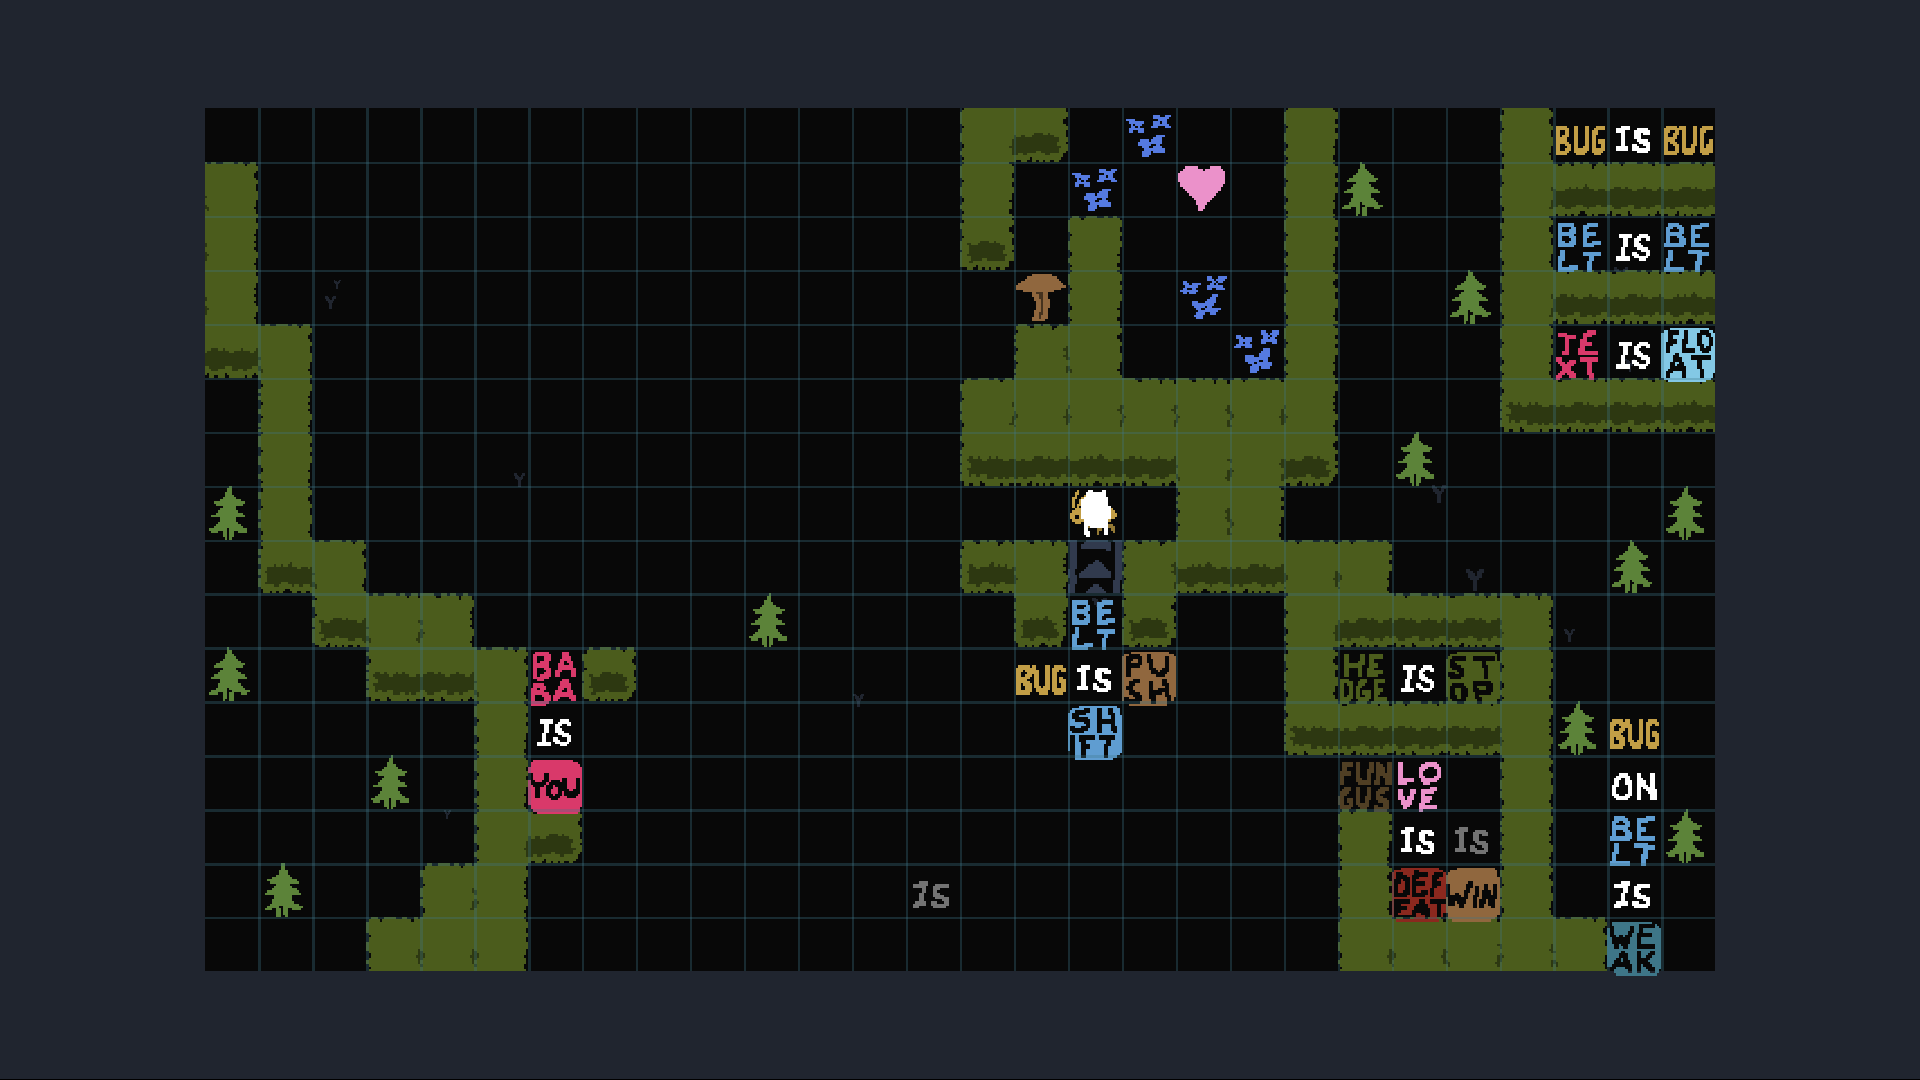 BUG IS BUG
BELT IS BELT
TEXT IS FLOAT
BELT
BABA
BUG IS PUSH
HEDGE IS STOP
IS
SHIFT
BUG
YOU
FUNGUS LOVE
ON
IS IS
BELT
IS
DEFEAT WIN
IS
WEAK